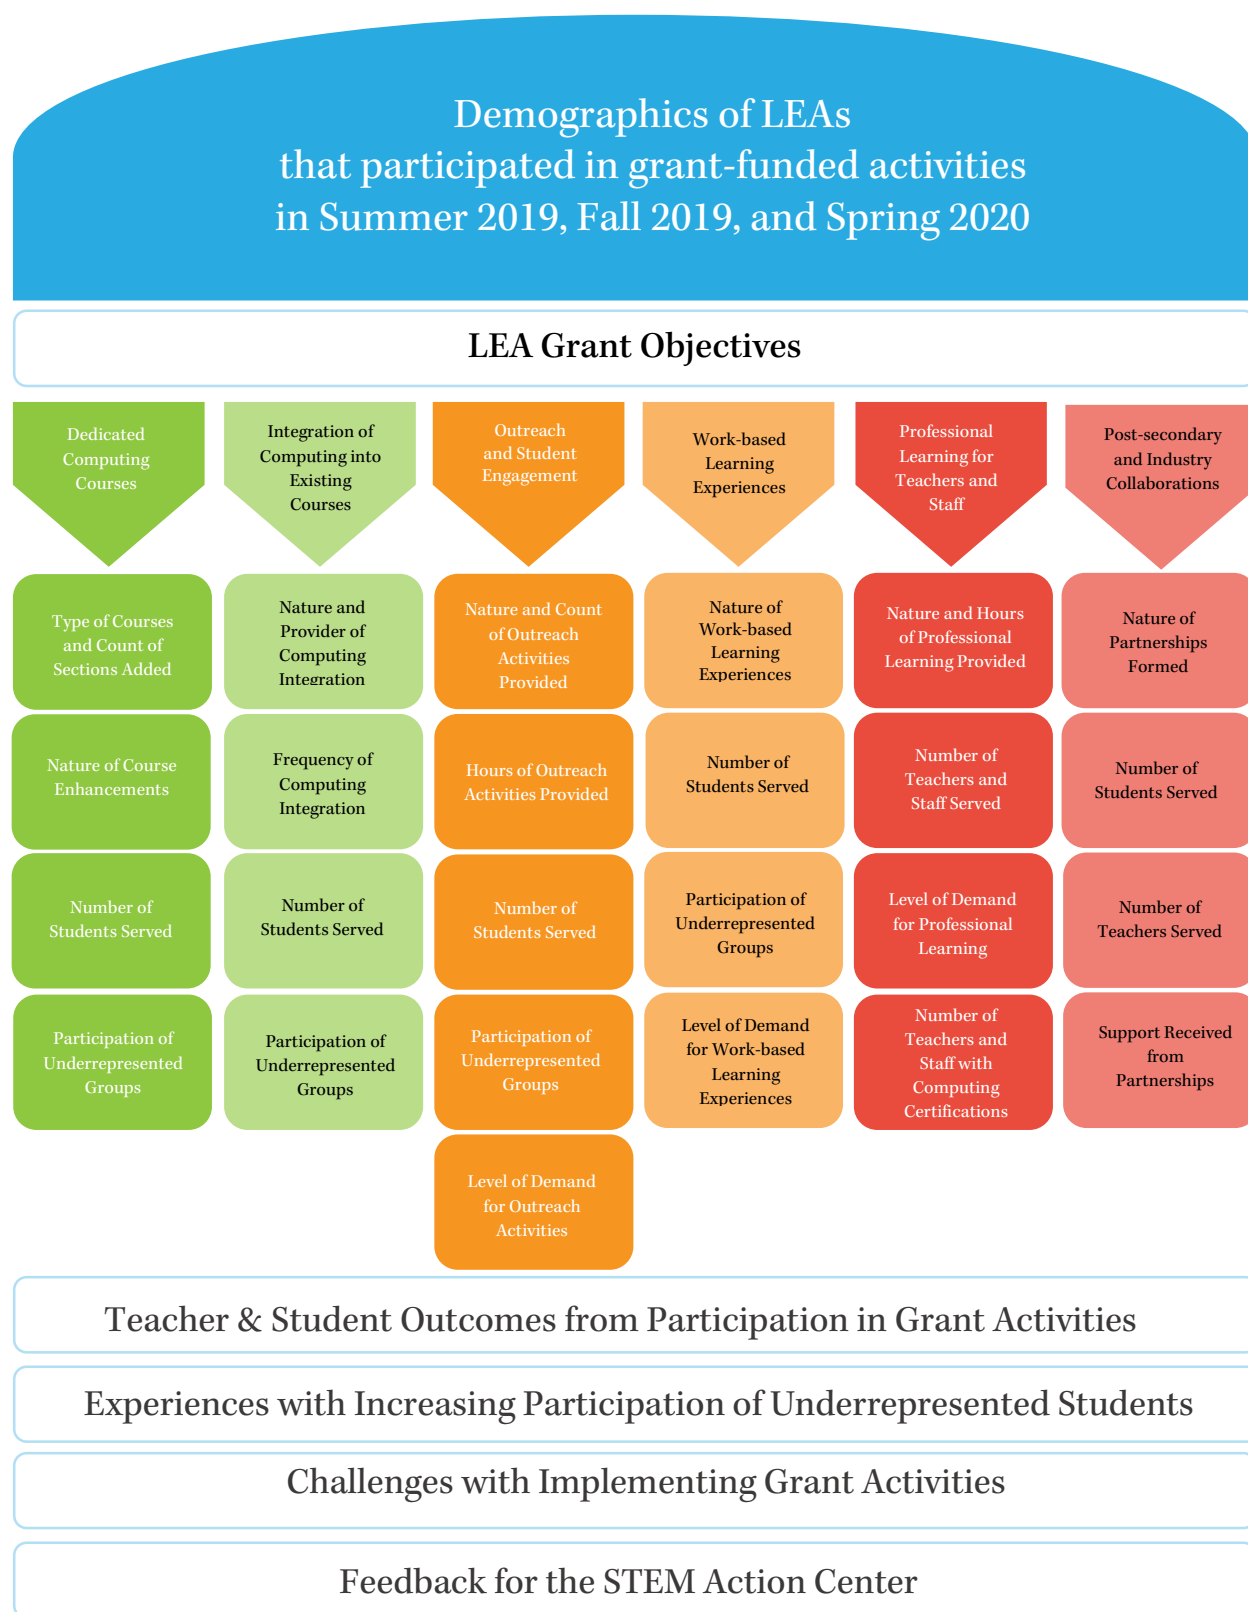 Demographics of LEAs
that participated in grant-funded activities
in Summer 2019, Fall 2019, and Spring 2020
LEA Grant Objectives
Dedicated
Computing
Courses
Integration of
Computing into
Existing
Courses
Outreach
and Student
Engagement
Work-based
Learning
Experiences
Professional
Learning for
Teachers and
Staff
Post-secondary
and Industry
Collaborations
Type of Courses
and Count of
Sections Added
Nature and
Provider of
Computing
Integration
Nature and Count
of Outreach
Activities
Provided
Nature of
Work-based
Learning
Experiences
Nature and Hours
of Professional
Learning Provided
Nature of
Partnerships
Formed
Nature of Course
Enhancements
Frequency of
Computing
Integration
Hours of Outreach
Activities Provided
Number of
Students Served
Number of
Teachers and
Staff Served
Number of
Students Served
Number of
Students Served
Number of
Students Served
Number of
Students Served
Participation of
Underrepresented
Groups
Level of Demand
for Professional
Learning
Number of
Teachers Served
Participation of
Underrepresented
Groups
Participation of
Underrepresented
Groups
Participation of
Underrepresented
Groups
Level of Demand
for Work-based
Learning
Experiences
Number of
Teachers and
Staff with
Computing
Certifications
Support Received
from
Partnerships
Level of Demand
for Outreach
Activities
Teacher & Student Outcomes from Participation in Grant Activities
Experiences with Increasing Participation of Underrepresented Students
Challenges with Implementing Grant Activities
Feedback for the STEM Action Center